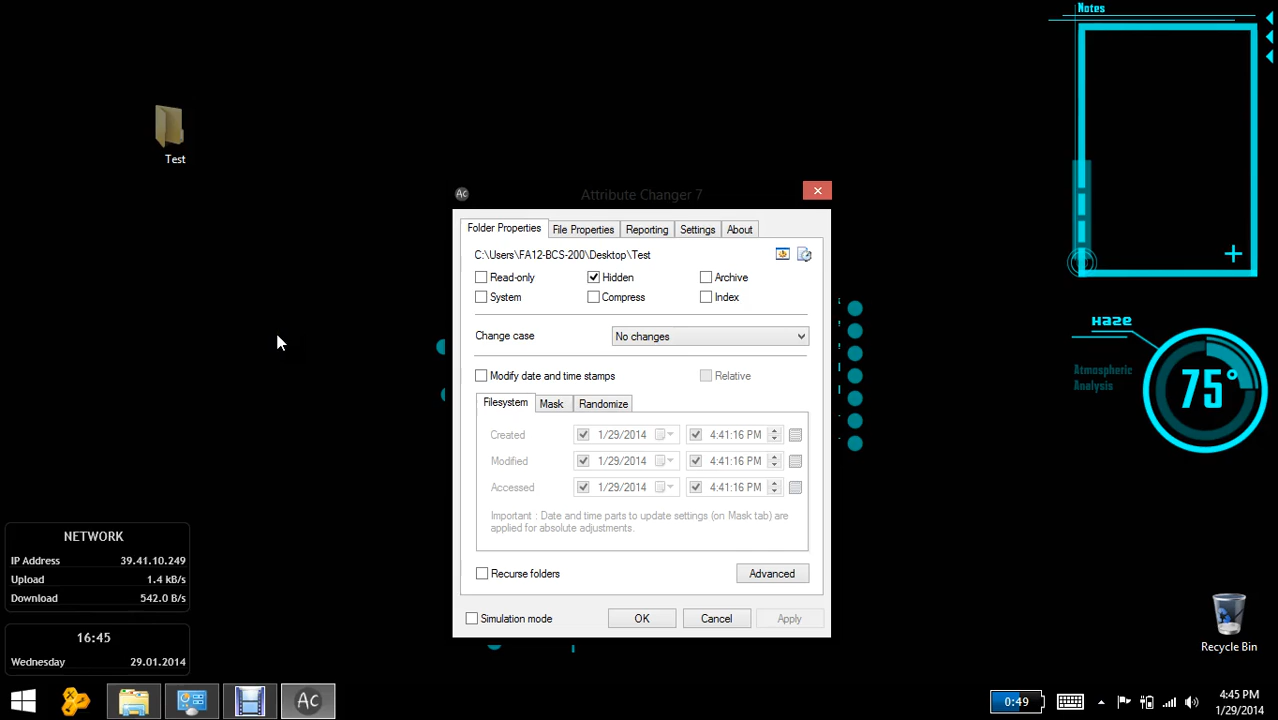 Notes
Test
Ac
Attribute Changer 7
Folder Properties
File Properties
Reporting
Settings
About
C:\Users\FA12-BCS-200\Desktop\Test
Read-only
Hidden
Archive
System
Compress
Index
Change case
No changes
Modify date and time stamps
Relative
Filesystem
Mask
Randomize
Created
1/29/2014
4:41:16 PM
Modified
1/29/2014
4:41:16 PM
Accessed
1/29/2014
4:41:16 PM
Important : Date and time parts to update settings (on Mask tab) are
applied for absolute adjustments.
Recurse folders
Advanced
Simulation mode
OK
Cancel
Apply
Haze
Atmospheric
Analysis
75°
NETWORK
IP Address 39.41.10.249
Upload 1.4 kB/s
Download 542.0 B/s
16:45
Wednesday 29.01.2014
Recycle Bin
Ac
0:49
4:45 PM
1/29/2014